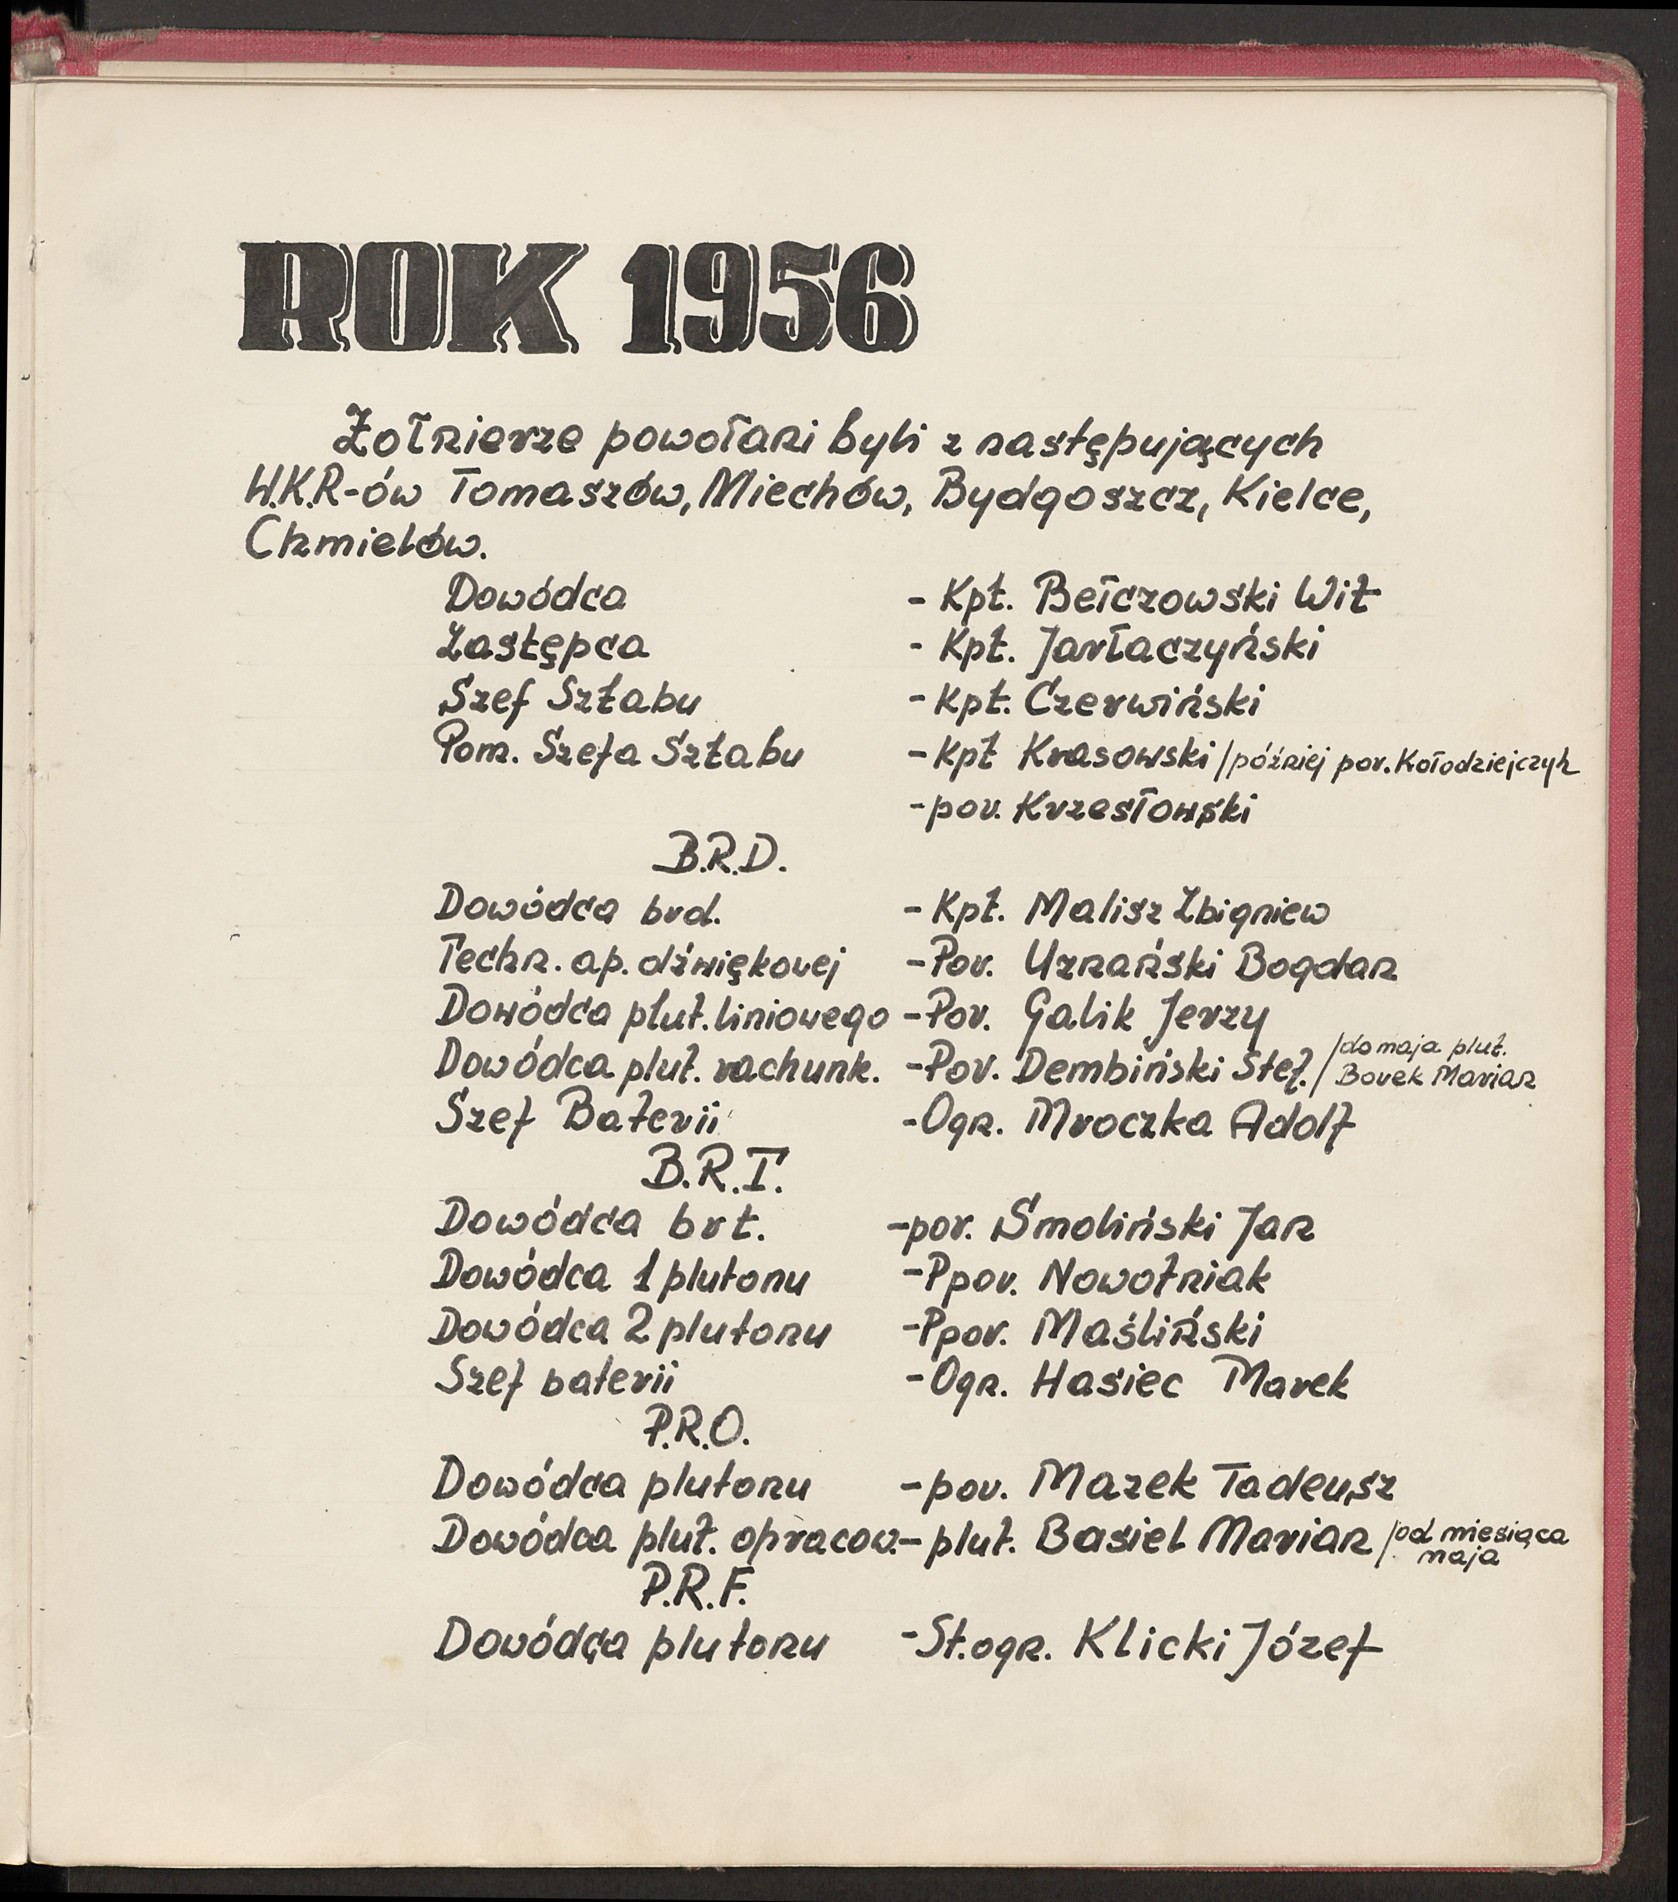 ROK 1956
Żołnierze powołani byli z następujących
W.K.R-ów Tomaszów, Miechów, Bydgoszcz, Kielce,
Chmielów.
Dowódca - Kpt. Bełczowski Wit
Zastępca - Kpt. Jarłaczyński
Szef Sztabu - Kpt. Czerwiński
Pom. Szefa Sztabu - Kpt Krasowski /później por. Kołodziejczyk
- por. Krzesłowski
B.R.D.
Dowódca brd. - Kpt. Malisz Zbigniew
Techn. ap. dźwiękowej - Por. Uznański Bogdan
Dowódca plut. liniowego - Por. Galik Jerzy
Dowódca plut. rachunk. - Por. Dembiński Stef. /do maja plut.
Borek Marian
Szef Baterii - Ogn. Mroczka Adolf
B.R.T.
Dowódca brt. - por. Smoliński Jan
Dowódca 1 plutonu - Ppor. Nowotniak
Dowódca 2 plutonu - Ppor. Maśliński
Szef baterii - Ogn. Hasiec Marek
P.R.O.
Dowódca plutonu - por. Mazek Tadeusz
Dowódca plut. opracow. - plut. Basiel Marian /od miesiąca
maja
P.R.F.
Dowódca plutonu - St. ogn. Klicki Józef